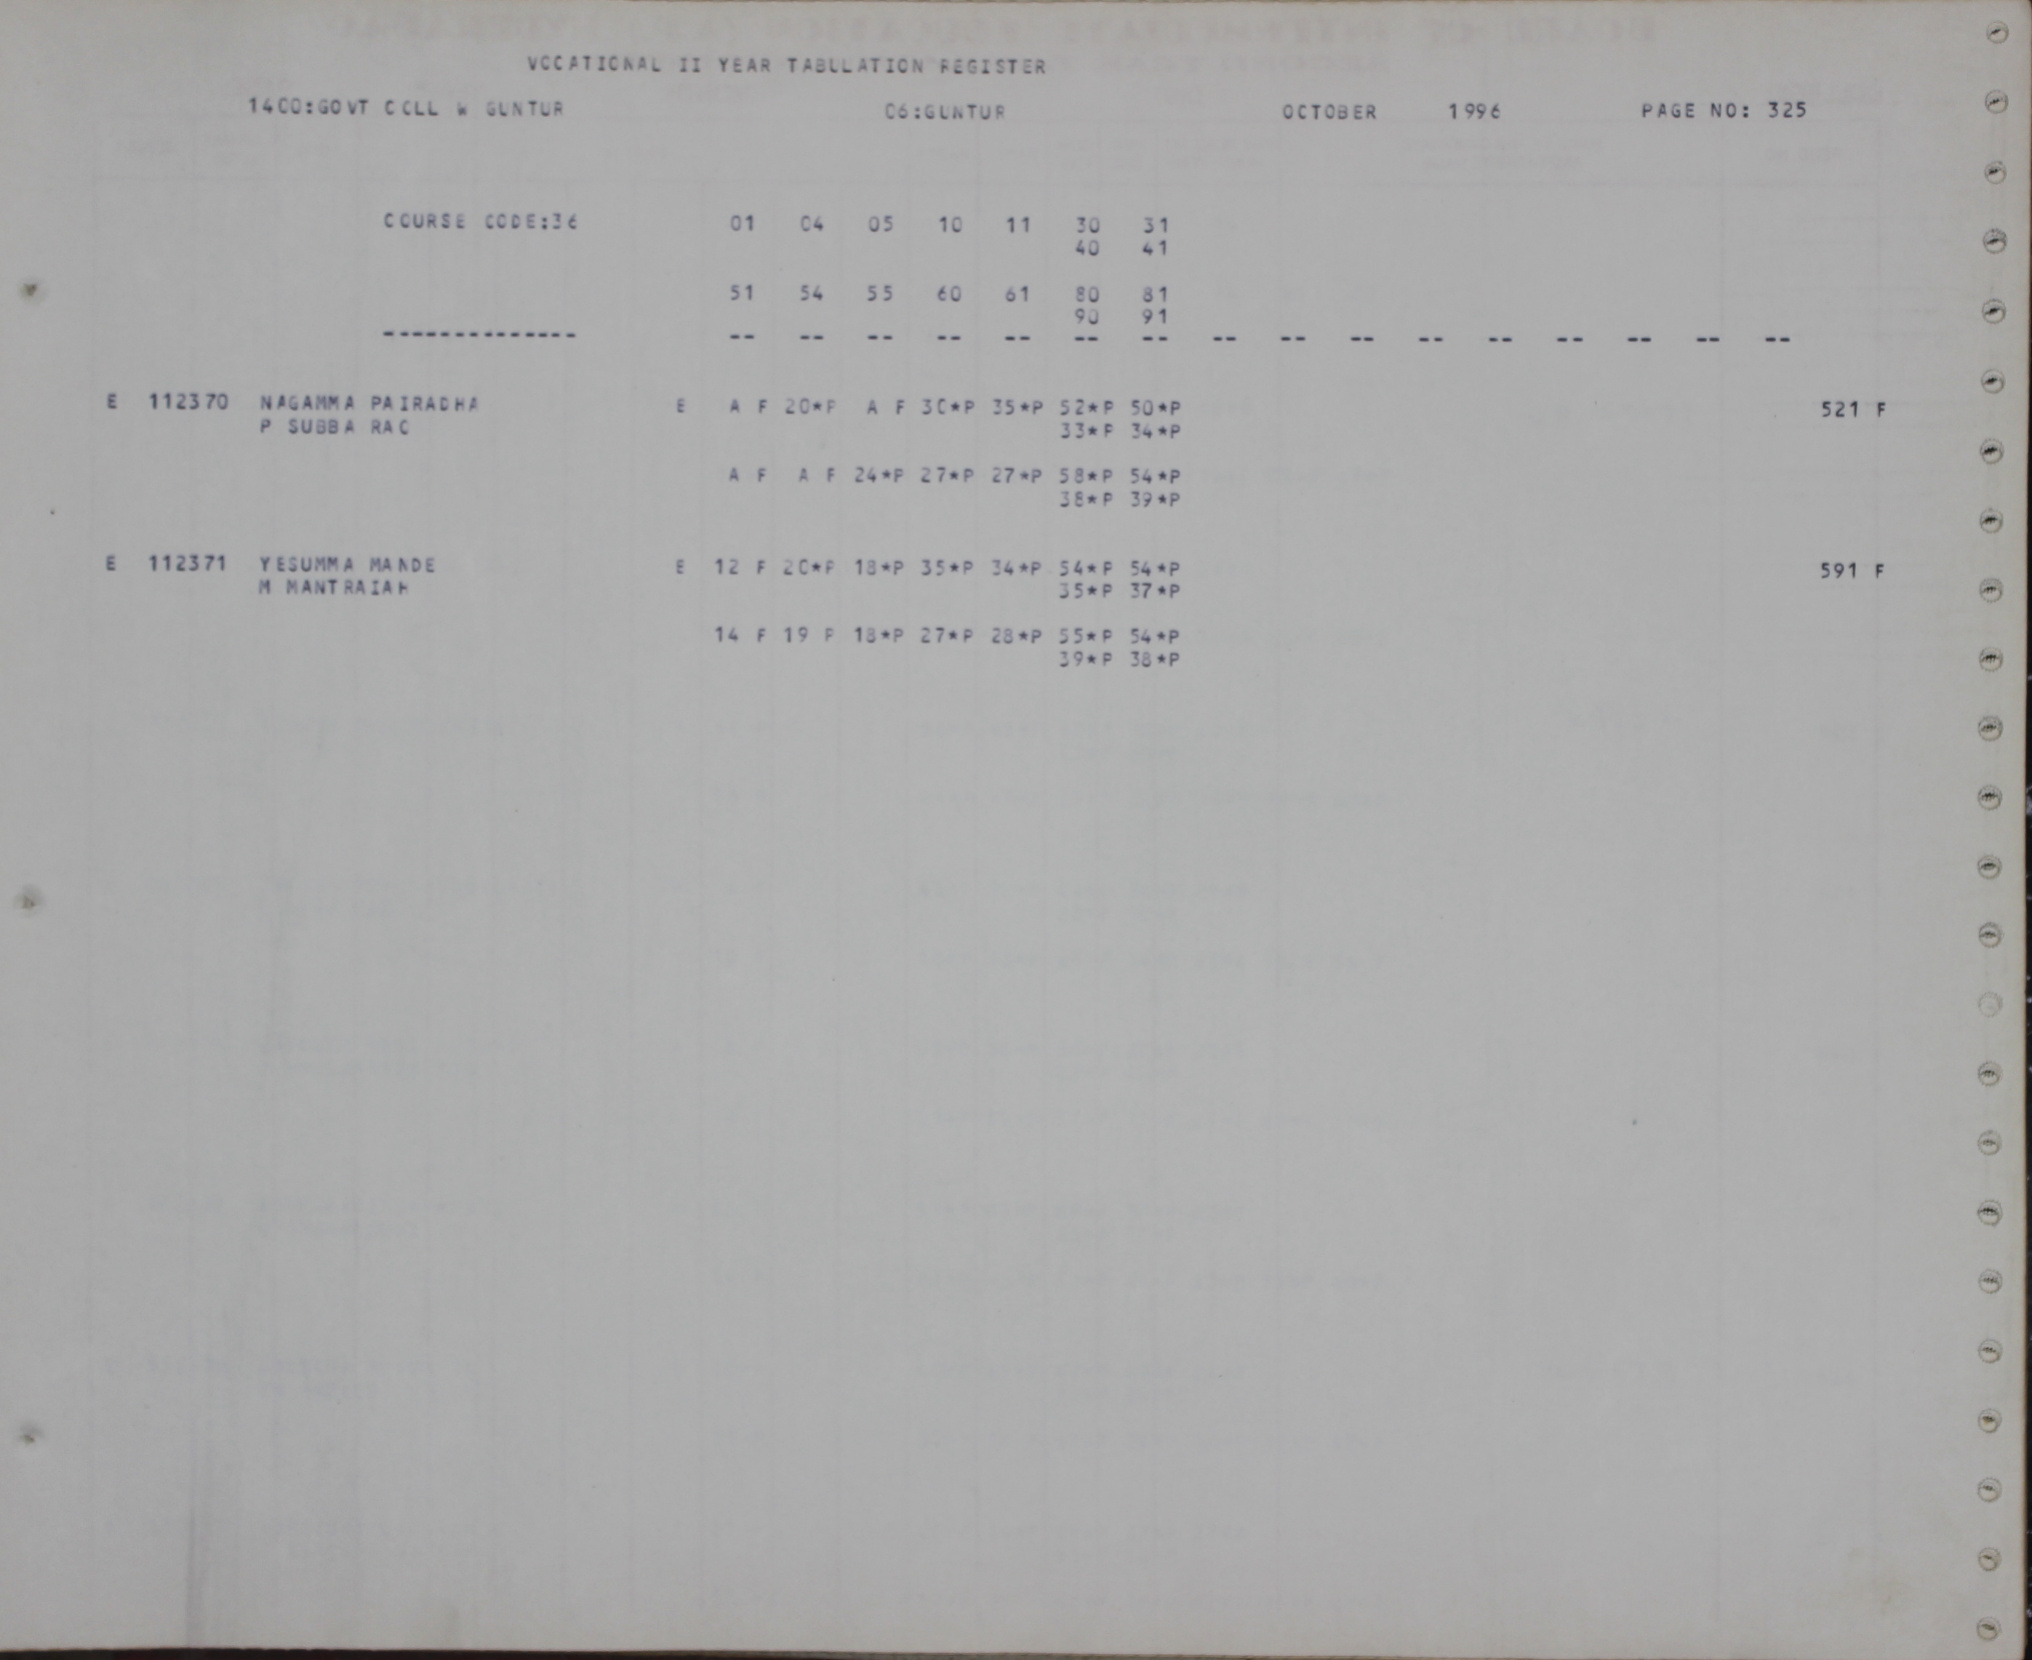 VOCATIONAL II YEAR TABULATION REGISTER
1400:GOVT COLL W GUNTUR 06:GUNTUR OCTOBER 1996 PAGE NO: 325
COURSE CODE:36 01 04 05 10 11 30 31
40 41
51 54 55 60 61 80 81
90 91
-------------- -- -- -- -- -- -- -- -- -- -- -- -- -- -- -- --
E 112370 NAGAMMA PAIRADHA E A F 20*P A F 30*P 35*P 52*P 50*P 521 F
P SUBBA RAO 33*P 34*P
A F A F 24*P 27*P 27*P 58*P 54*P
38*P 39*P
E 112371 YESUMMA MANDE E 12 F 20*P 18*P 35*P 34*P 54*P 54*P 591 F
M MANTRAIAH 35*P 37*P
14 F 19 P 18*P 27*P 28*P 55*P 54*P
39*P 38*P